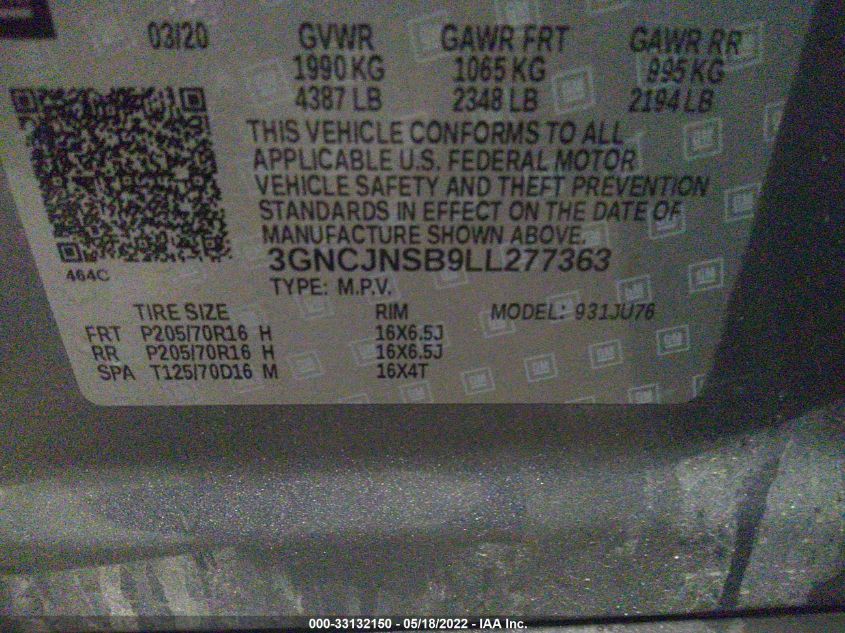 03/20 GVWR GAWR FRT GAWR RR
1990 KG 1065 KG 995 KG
4387 LB 2348 LB 2194 LB
THIS VEHICLE CONFORMS TO ALL
APPLICABLE U.S. FEDERAL MOTOR
VEHICLE SAFETY AND THEFT PREVENTION
STANDARDS IN EFFECT ON THE DATE OF
MANUFACTURE SHOWN ABOVE.
464C
3GNCJNSB9LL277363
TYPE: M.P.V.
TIRE SIZE RIM MODEL: 931JU76
FRT P205/70R16 H 16X6.5J
RR P205/70R16 H 16X6.5J
SPA T125/70D16 M 16X4T
000-33132150 - 05/18/2022 - IAA Inc.